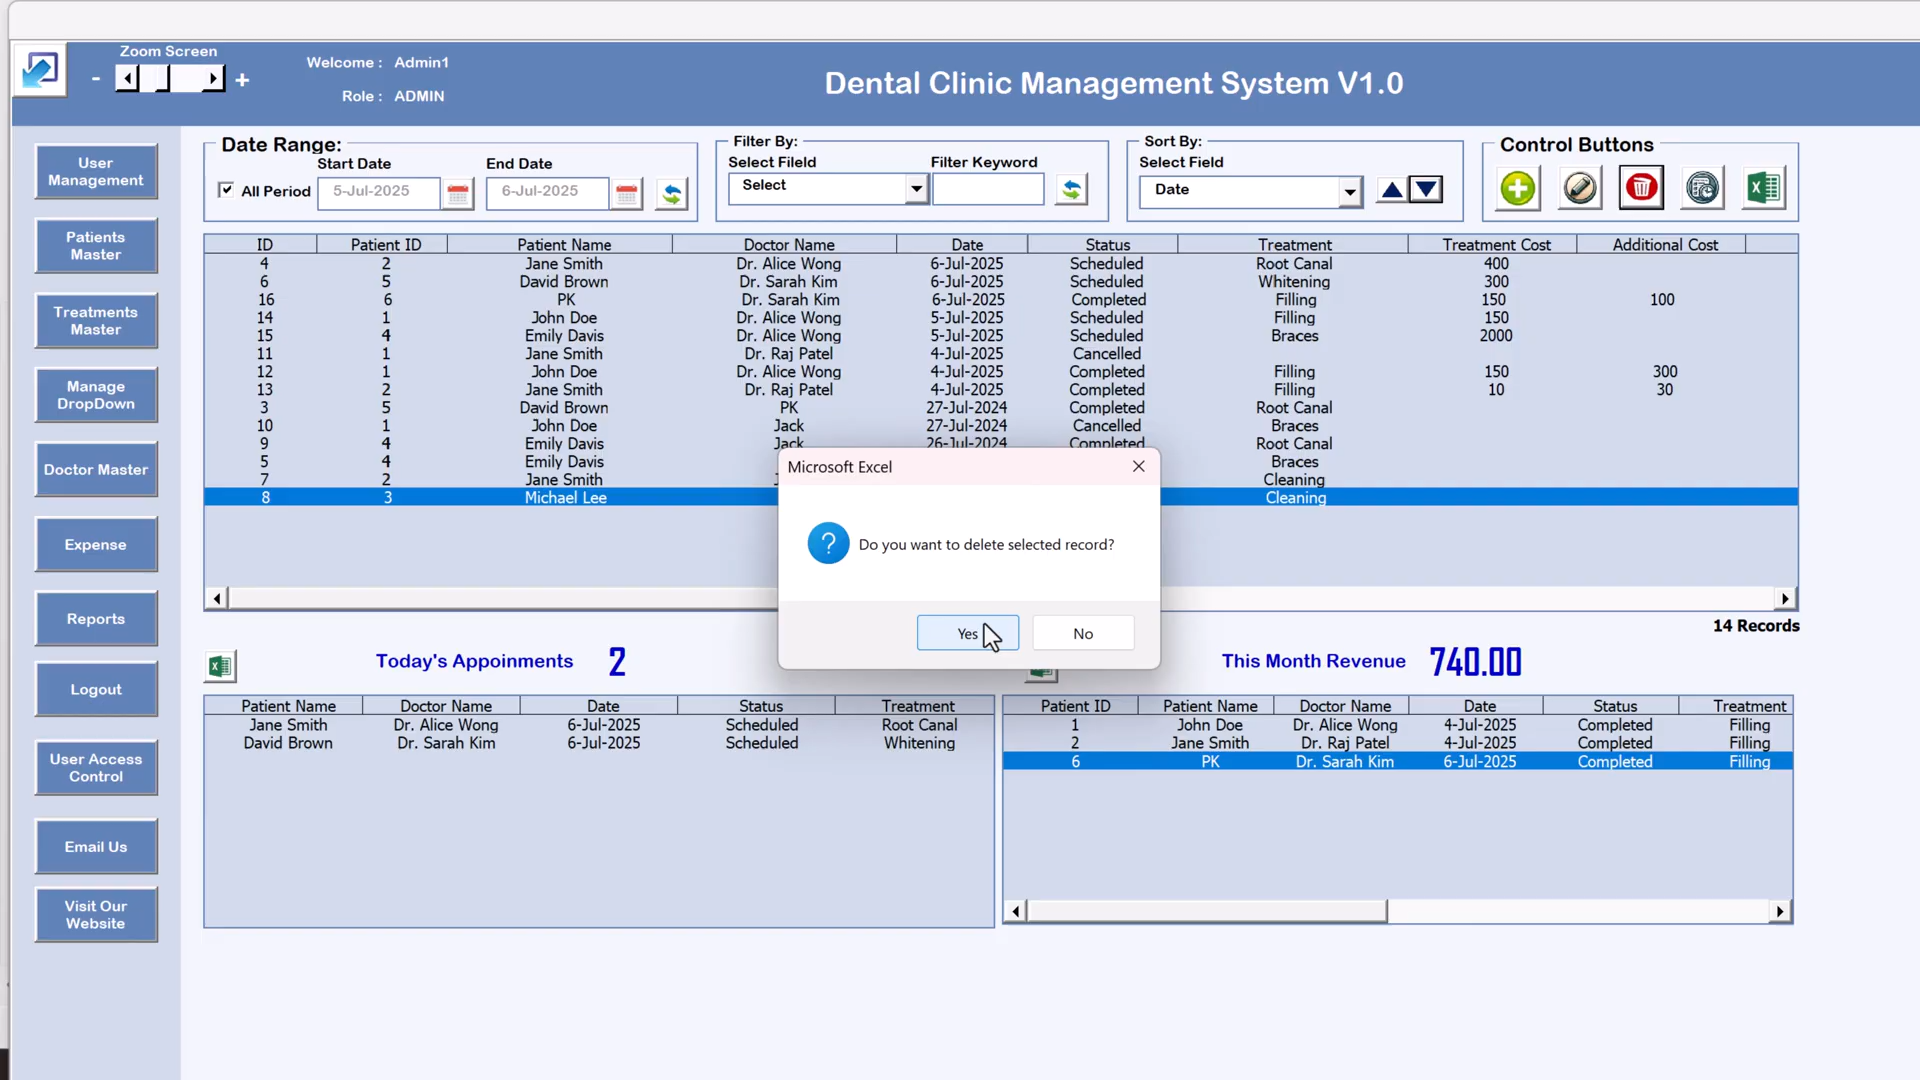 Zoom Screen
- +
Welcome : Admin1
Role : ADMIN
Dental Clinic Management System V1.0
User
Management
Patients
Master
Treatments
Master
Manage
DropDown
Doctor Master
Expense
Reports
Logout
User Access
Control
Email Us
Visit Our
Website
Date Range:
Start Date End Date
All Period 5-Jul-2025 6-Jul-2025
Filter By:
Select Fileld Filter Keyword
Select
Sort By:
Select Field
Date
Control Buttons
ID Patient ID Patient Name Doctor Name Date Status Treatment Treatment Cost Additional Cost
4 2 Jane Smith Dr. Alice Wong 6-Jul-2025 Scheduled Root Canal 400
6 5 David Brown Dr. Sarah Kim 6-Jul-2025 Scheduled Whitening 300
16 6 PK Dr. Sarah Kim 6-Jul-2025 Completed Filling 150 100
14 1 John Doe Dr. Alice Wong 5-Jul-2025 Scheduled Filling 150
15 4 Emily Davis Dr. Alice Wong 5-Jul-2025 Scheduled Braces 2000
11 1 Jane Smith Dr. Raj Patel 4-Jul-2025 Cancelled
12 1 John Doe Dr. Alice Wong 4-Jul-2025 Completed Filling 150 300
13 2 Jane Smith Dr. Raj Patel 4-Jul-2025 Completed Filling 10 30
3 5 David Brown PK 27-Jul-2024 Completed Root Canal
10 1 John Doe Jack 27-Jul-2024 Cancelled Braces
9 4 Emily Davis Jack 26-Jul-2024 Completed Root Canal
5 4 Emily Davis Braces
7 2 Jane Smith Cleaning
8 3 Michael Lee Cleaning
Microsoft Excel
Do you want to delete selected record?
Yes No
14 Records
Today's Appoinments 2
Patient Name Doctor Name Date Status Treatment
Jane Smith Dr. Alice Wong 6-Jul-2025 Scheduled Root Canal
David Brown Dr. Sarah Kim 6-Jul-2025 Scheduled Whitening
This Month Revenue 740.00
Patient ID Patient Name Doctor Name Date Status Treatment
1 John Doe Dr. Alice Wong 4-Jul-2025 Completed Filling
2 Jane Smith Dr. Raj Patel 4-Jul-2025 Completed Filling
6 PK Dr. Sarah Kim 6-Jul-2025 Completed Filling